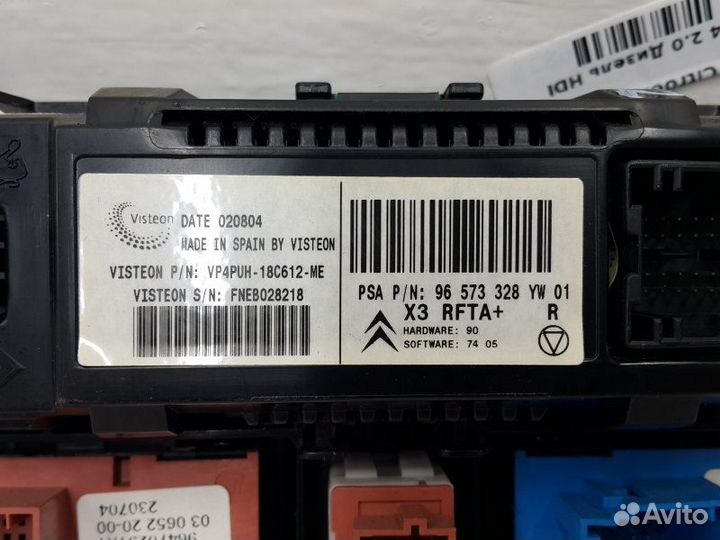 Citro
4 2.0 Дизель HDI
Visteon
DATE 020804
MADE IN SPAIN BY VISTEON
VISTEON P/N: VP4PUH-18C612-ME
VISTEON S/N: FNEB028218
PSA P/N: 96 573 328 YW 01
X3 RFTA+ R
HARDWARE: 90
SOFTWARE: 74 05
03 0652 20-00
230704
Avito